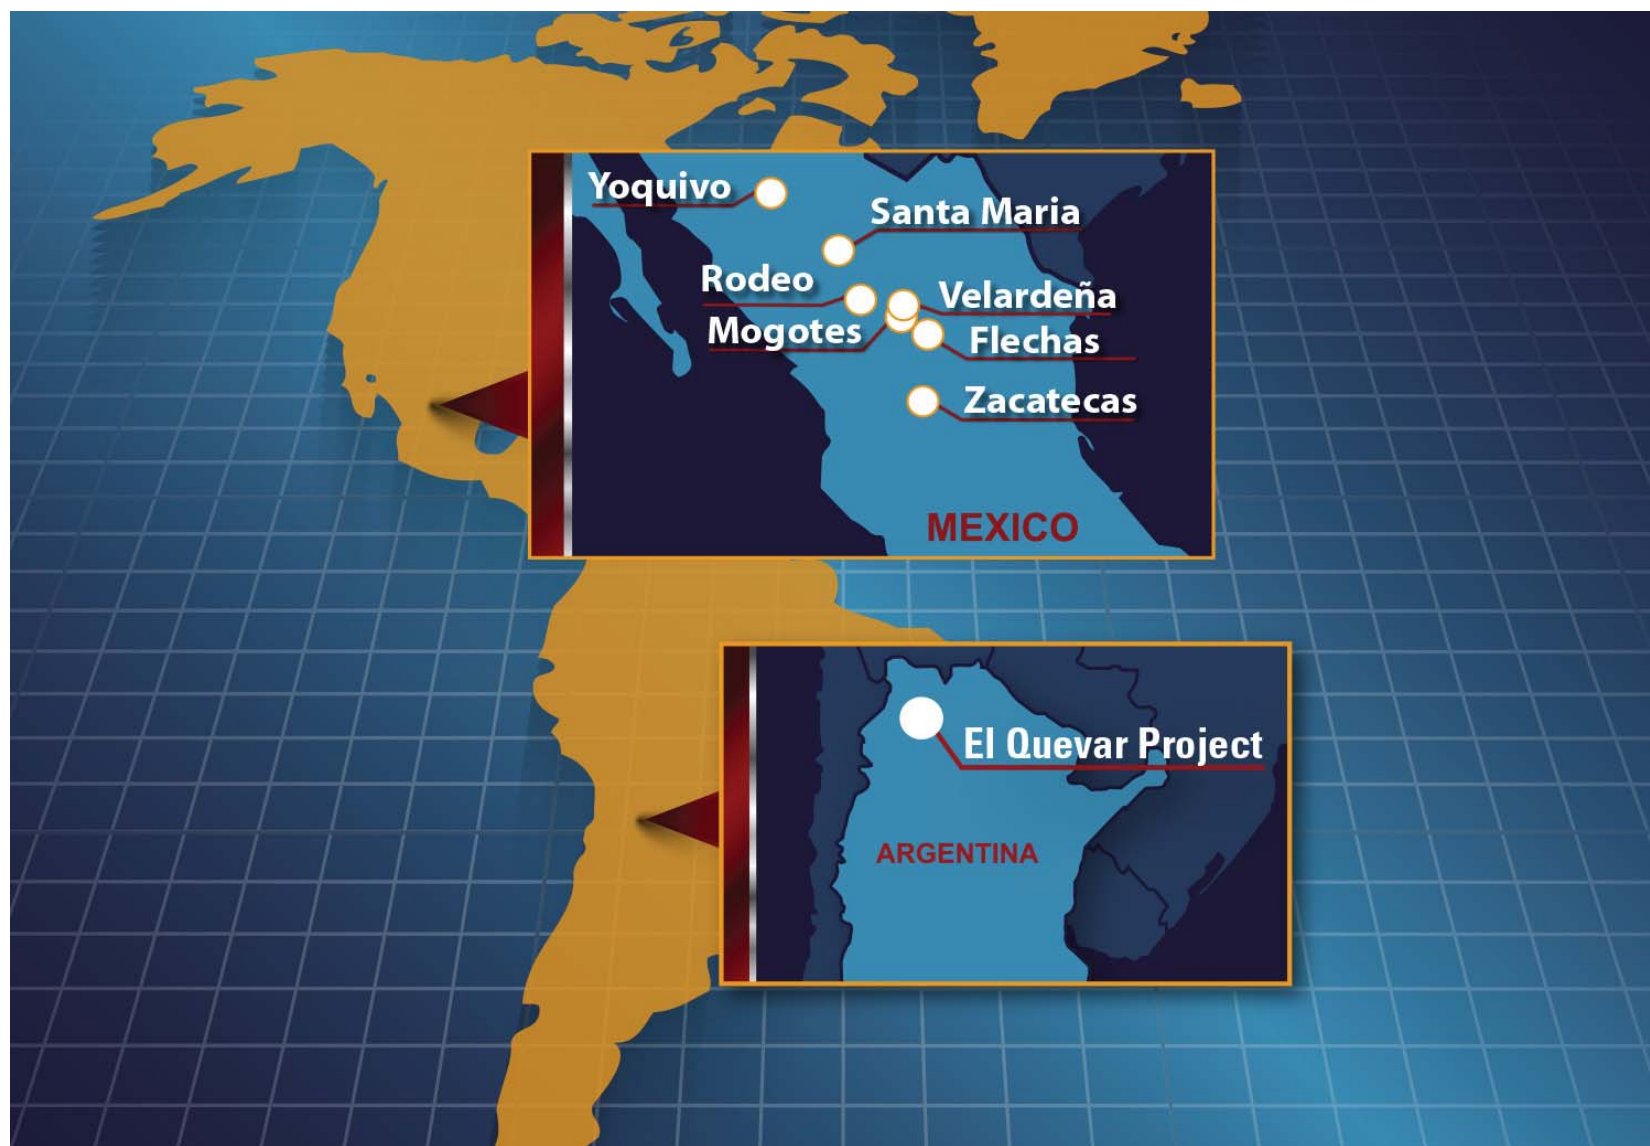 Yoquivo
Santa Maria
Rodeo
Velardeña
Mogotes
Flechas
Zacatecas
MEXICO
El Quevar Project
ARGENTINA